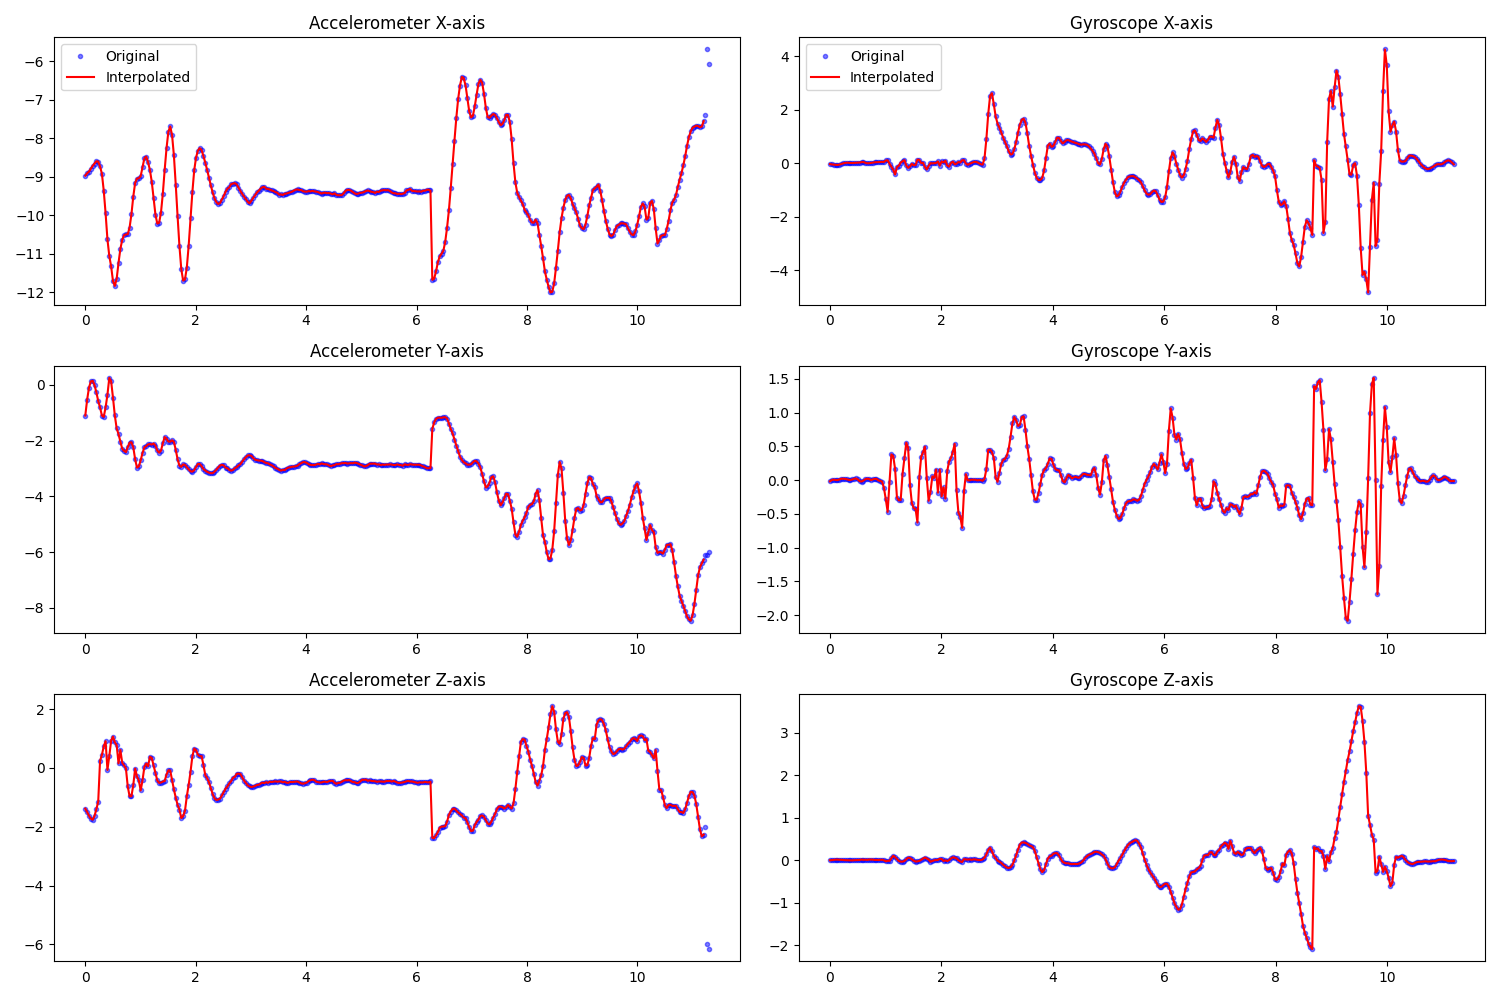 Accelerometer X-axis
Original
Interpolated
−6
−7
−8
−9
−10
−11
−12
0 2 4 6 8 10
Gyroscope X-axis
Original
Interpolated
4
2
0
−2
−4
0 2 4 6 8 10
Accelerometer Y-axis
0
−2
−4
−6
−8
0 2 4 6 8 10
Gyroscope Y-axis
1.5
1.0
0.5
0.0
−0.5
−1.0
−1.5
−2.0
0 2 4 6 8 10
Accelerometer Z-axis
2
0
−2
−4
−6
0 2 4 6 8 10
Gyroscope Z-axis
3
2
1
0
−1
−2
0 2 4 6 8 10